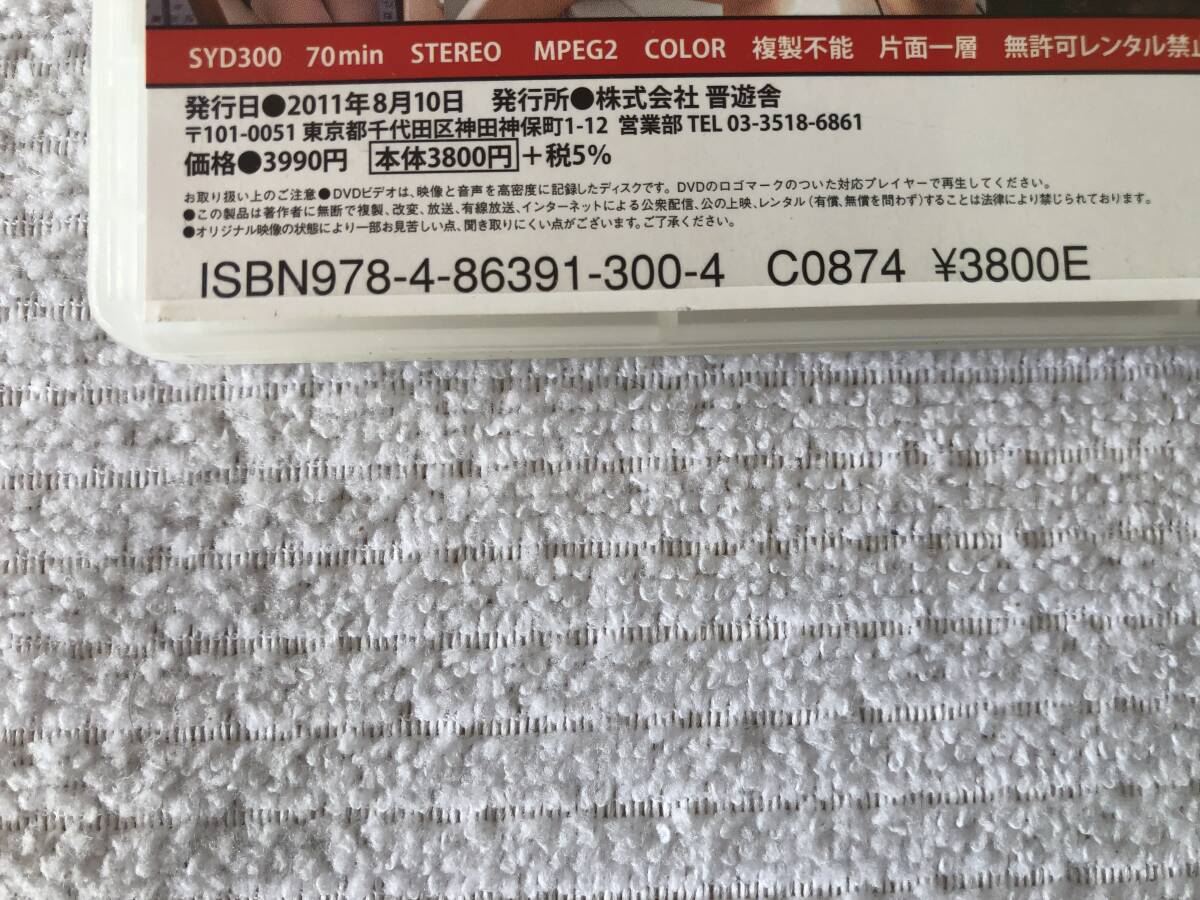 SYD300 70min STEREO MPEG2 COLOR 複製不能 片面一層 無許可レンタル禁止
発行日●2011年8月10日 発行所●株式会社 晋遊舎
〒101-0051 東京都千代田区神田神保町1-12 営業部 TEL 03-3518-6861
価格●3990円 本体3800円+税5%
お取り扱い上のご注意●DVDビデオは、映像と音声を高密度に記録したディスクです。DVDのロゴマークのついた対応プレイヤーで再生してください。
●この製品は著作者に無断で複製、改変、放送、有線放送、インターネットによる公衆配信、公の上映、レンタル(有償、無償を問わず)することは法律により禁じられております。
●オリジナル映像の状態により一部お見苦しい点、聞き取りにくい点がございます。ご了承ください。
ISBN978-4-86391-300-4 C0874 ¥3800E